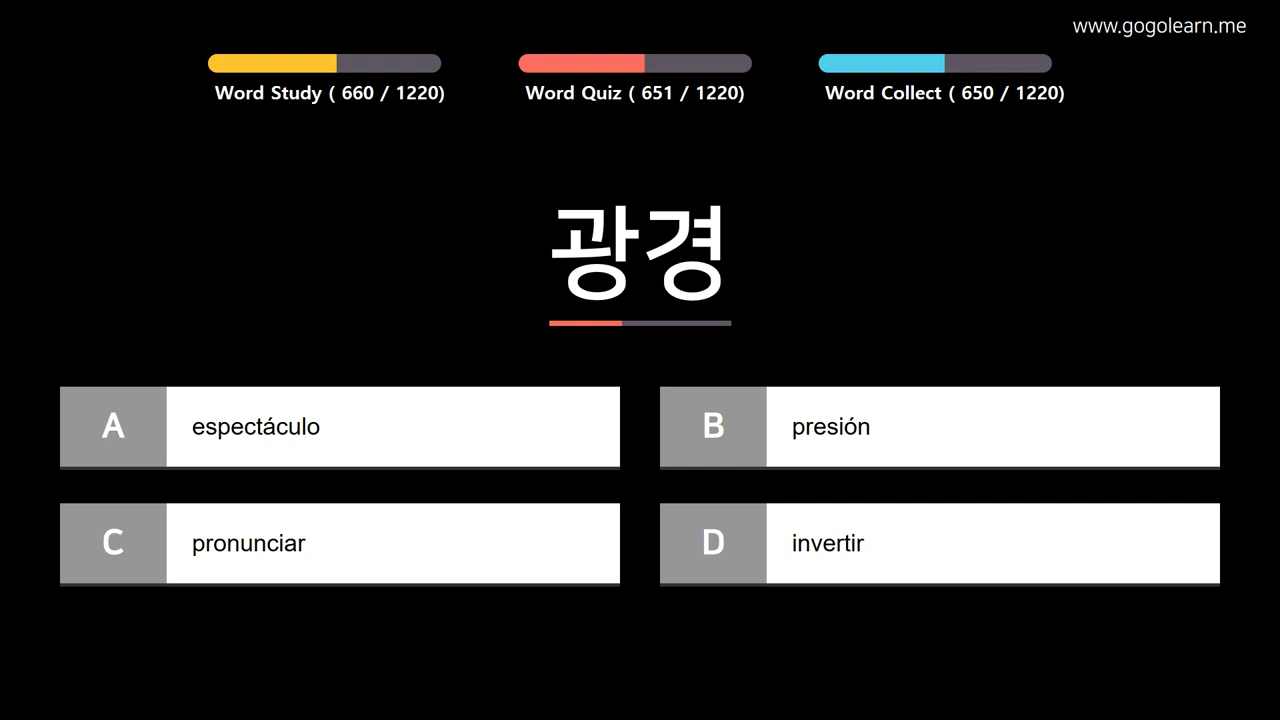 www.gogolearn.me
Word Study ( 660 / 1220)
Word Quiz ( 651 / 1220)
Word Collect ( 650 / 1220)
광경
A espectáculo
B presión
C pronunciar
D invertir